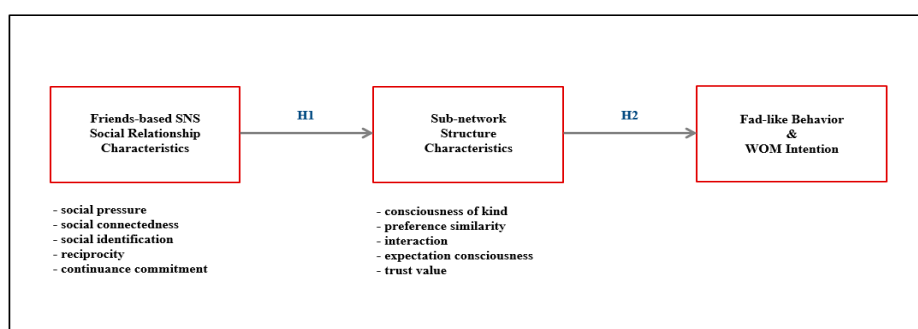 Friends-based SNS
Social Relationship
Characteristics
H1
Sub-network
Structure
Characteristics
H2
Fad-like Behavior
&
WOM Intention
- social pressure
- social connectedness
- social identification
- reciprocity
- continuance commitment
- consciousness of kind
- preference similarity
- interaction
- expectation consciousness
- trust value